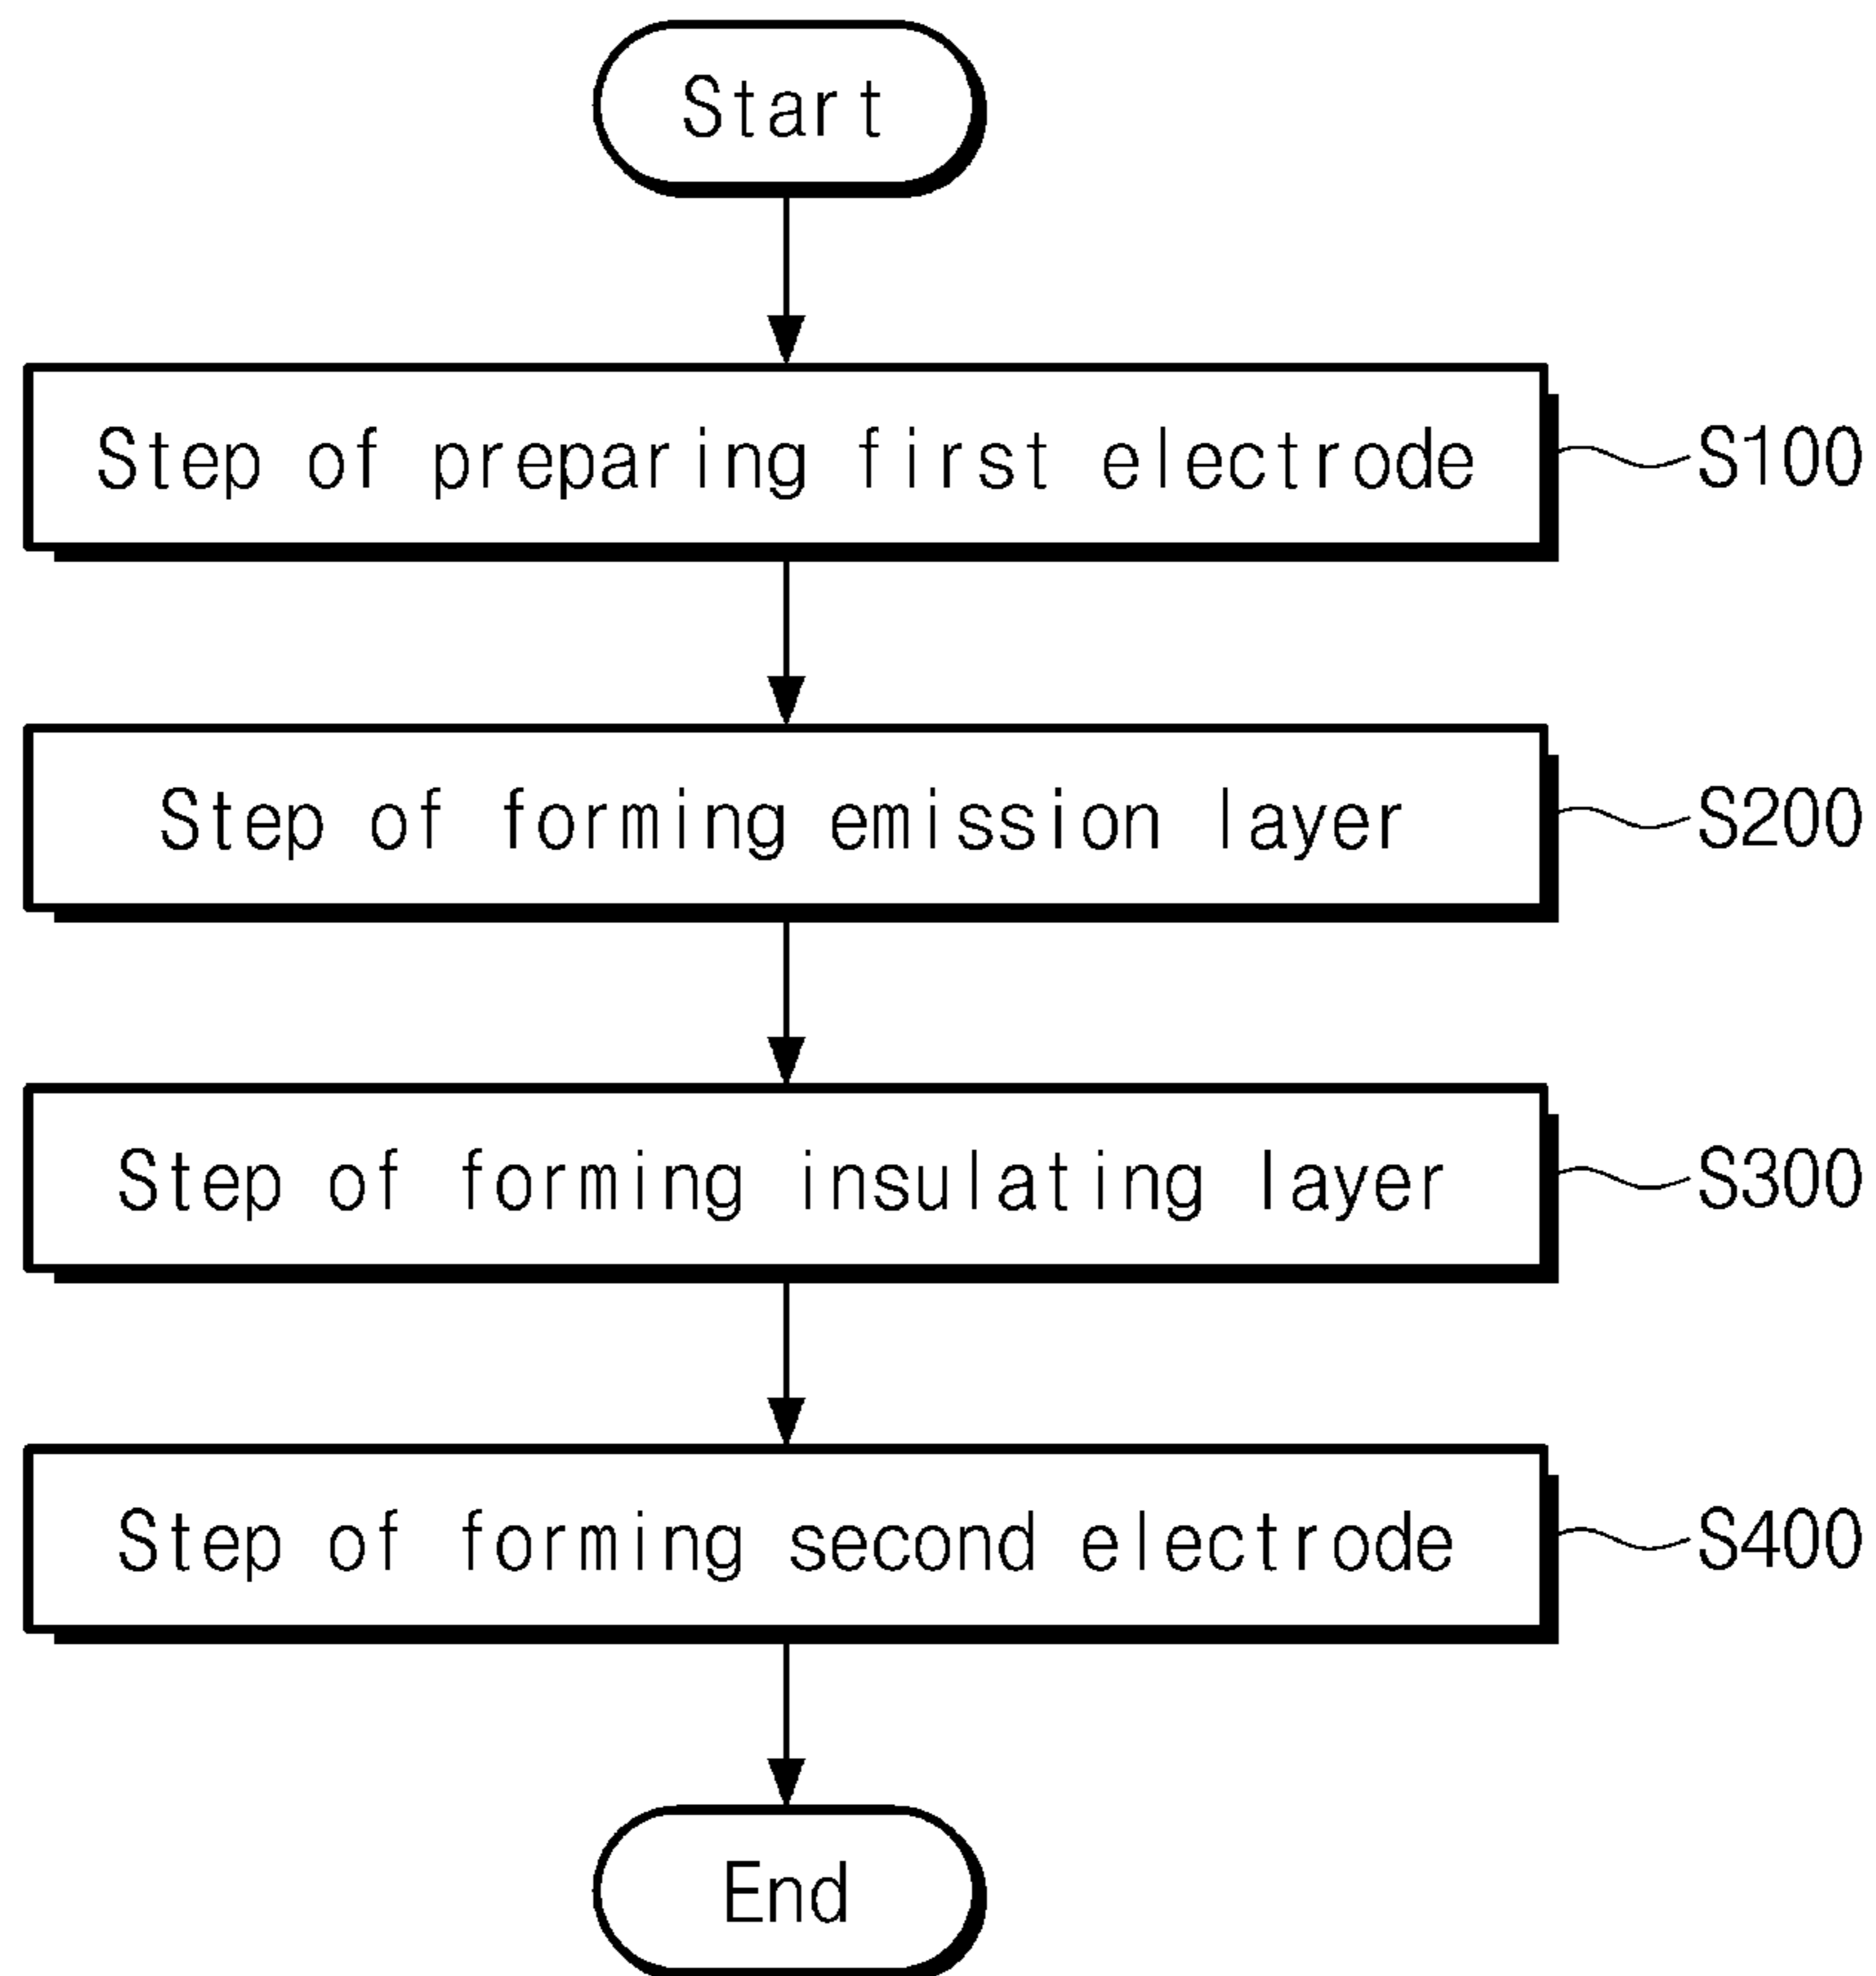 Start
Step of preparing first electrode S100
Step of forming emission layer S200
Step of forming insulating layer S300
Step of forming second electrode S400
End